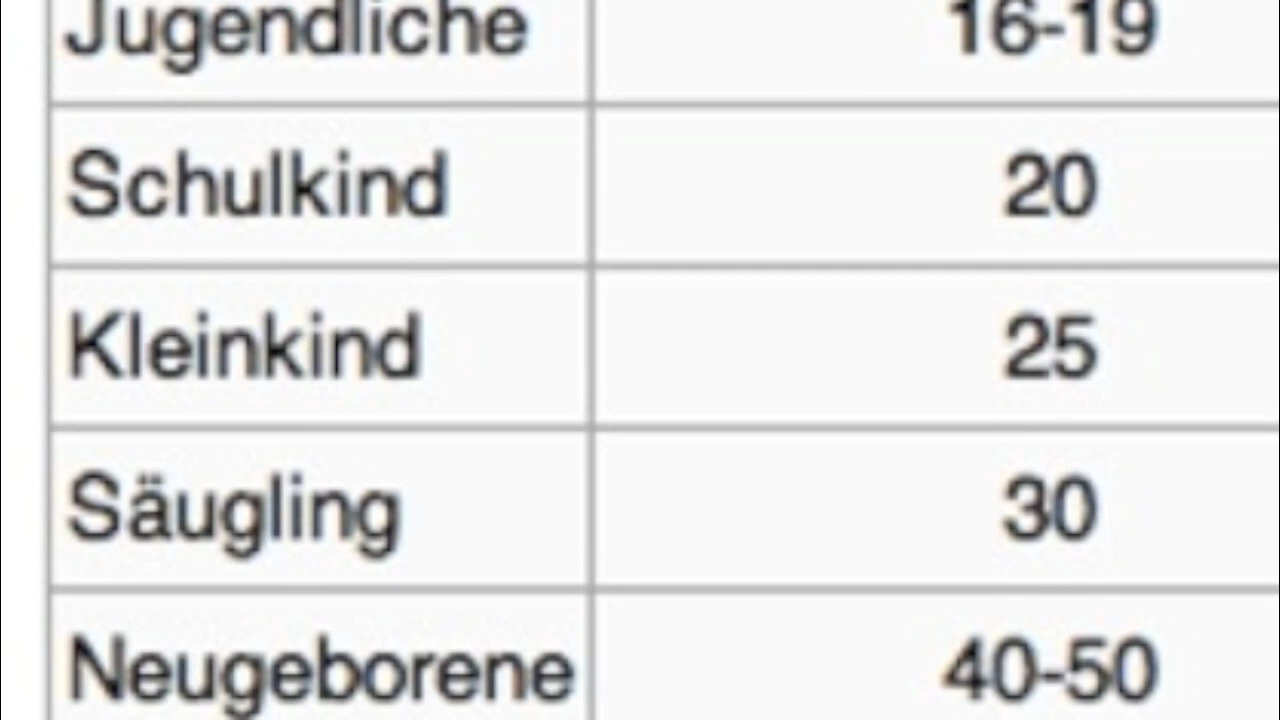 Jugendliche 16-19
Schulkind 20
Kleinkind 25
Säugling 30
Neugeborene 40-50